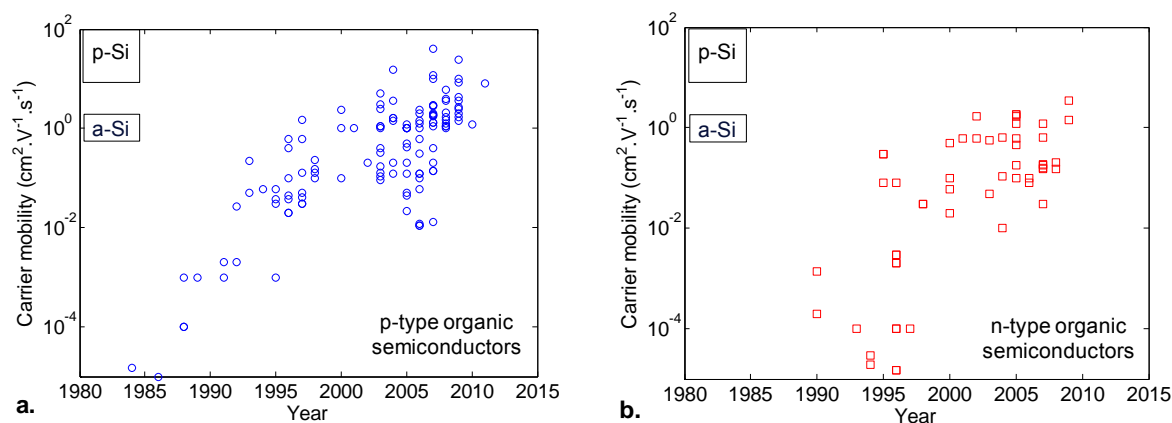 10²
p-Si
a-Si
10⁰
10⁻²
10⁻⁴
Carrier mobility (cm².V⁻¹.s⁻¹)
p-type organic
semiconductors
1980 1985 1990 1995 2000 2005 2010 2015
Year
a.
10²
p-Si
a-Si
10⁰
10⁻²
10⁻⁴
Carrier mobility (cm².V⁻¹.s⁻¹)
n-type organic
semiconductors
1980 1985 1990 1995 2000 2005 2010 2015
Year
b.